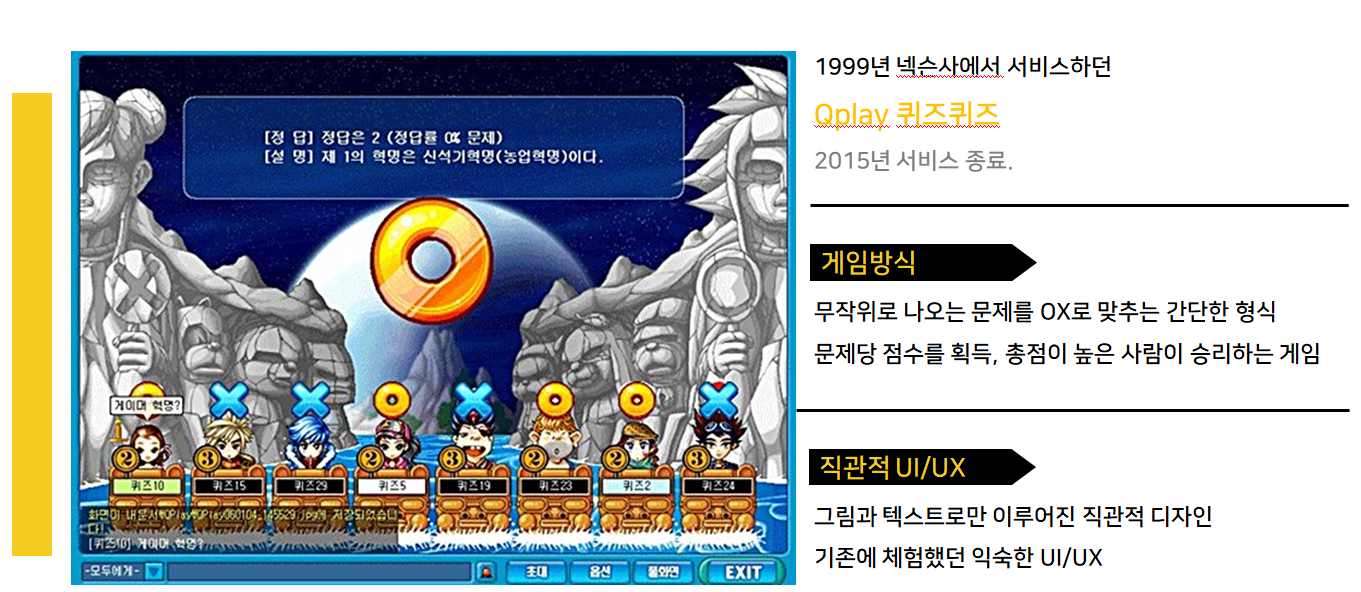 1999년 넥슨사에서 서비스하던
Qplay 퀴즈퀴즈
2015년 서비스 종료.
게임방식
무작위로 나오는 문제를 OX로 맞추는 간단한 형식
문제당 점수를 획득, 총점이 높은 사람이 승리하는 게임
직관적 UI/UX
그림과 텍스트로만 이루어진 직관적 디자인
기존에 체험했던 익숙한 UI/UX
[정 답] 정답은 2 (정답률 0% 문제)
[설 명] 제 1의 혁명은 신석기혁명(농업혁명)이다.
게이머 혁명?
2 3 2 3 2 2 3
퀴즈10 퀴즈15 퀴즈29 퀴즈5 퀴즈19 퀴즈23 퀴즈2 퀴즈24
화면이 내문서\QPlay\QPlay060104_145529.jpg에 저장되었습니
다!
[퀴즈10] 게이머 혁명?
-모두에게- 초대 옵션 풀화면 EXIT